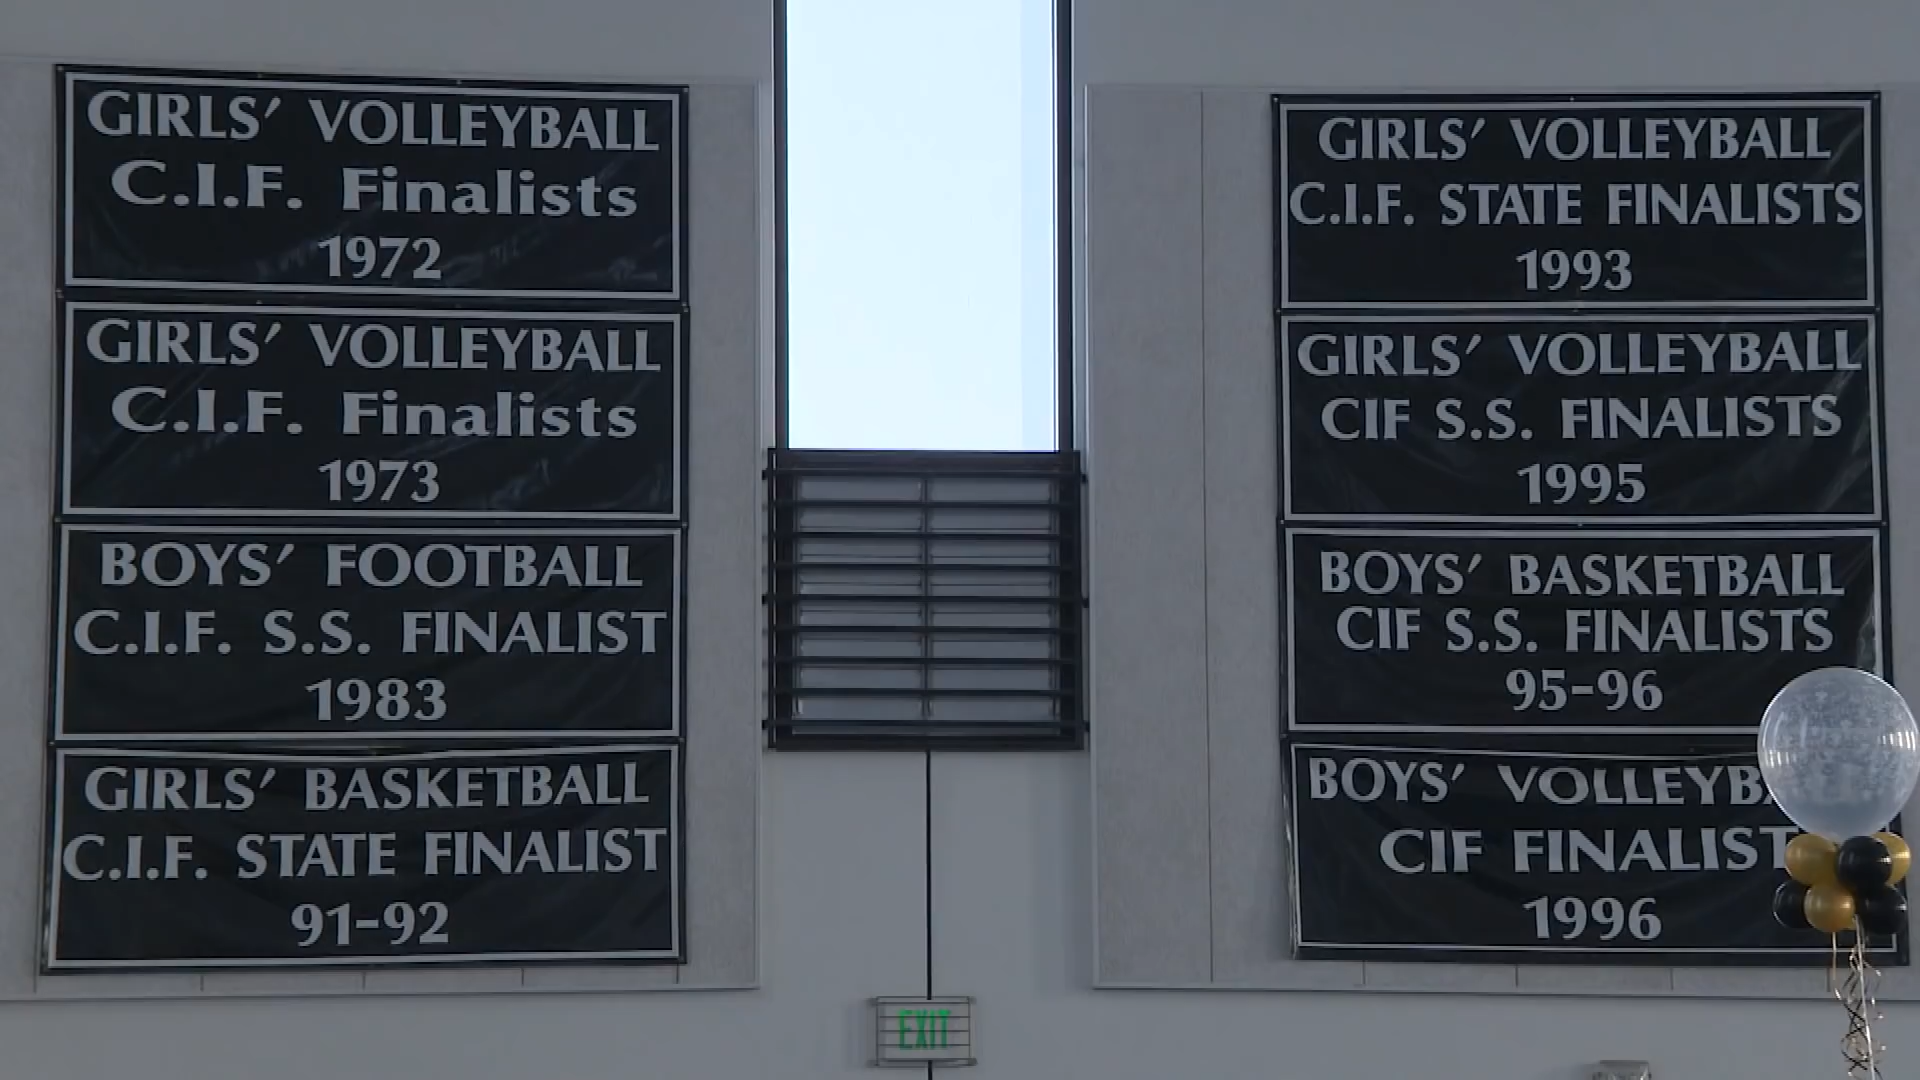 GIRLS' VOLLEYBALL
C.I.F. Finalists
1972
GIRLS' VOLLEYBALL
C.I.F. Finalists
1973
BOYS' FOOTBALL
C.I.F. S.S. FINALIST
1983
GIRLS' BASKETBALL
C.I.F. STATE FINALIST
91-92
GIRLS' VOLLEYBALL
C.I.F. STATE FINALISTS
1993
GIRLS' VOLLEYBALL
CIF S.S. FINALISTS
1995
BOYS' BASKETBALL
CIF S.S. FINALISTS
95-96
BOYS' VOLLEYBA
CIF FINALIST
1996
EXIT